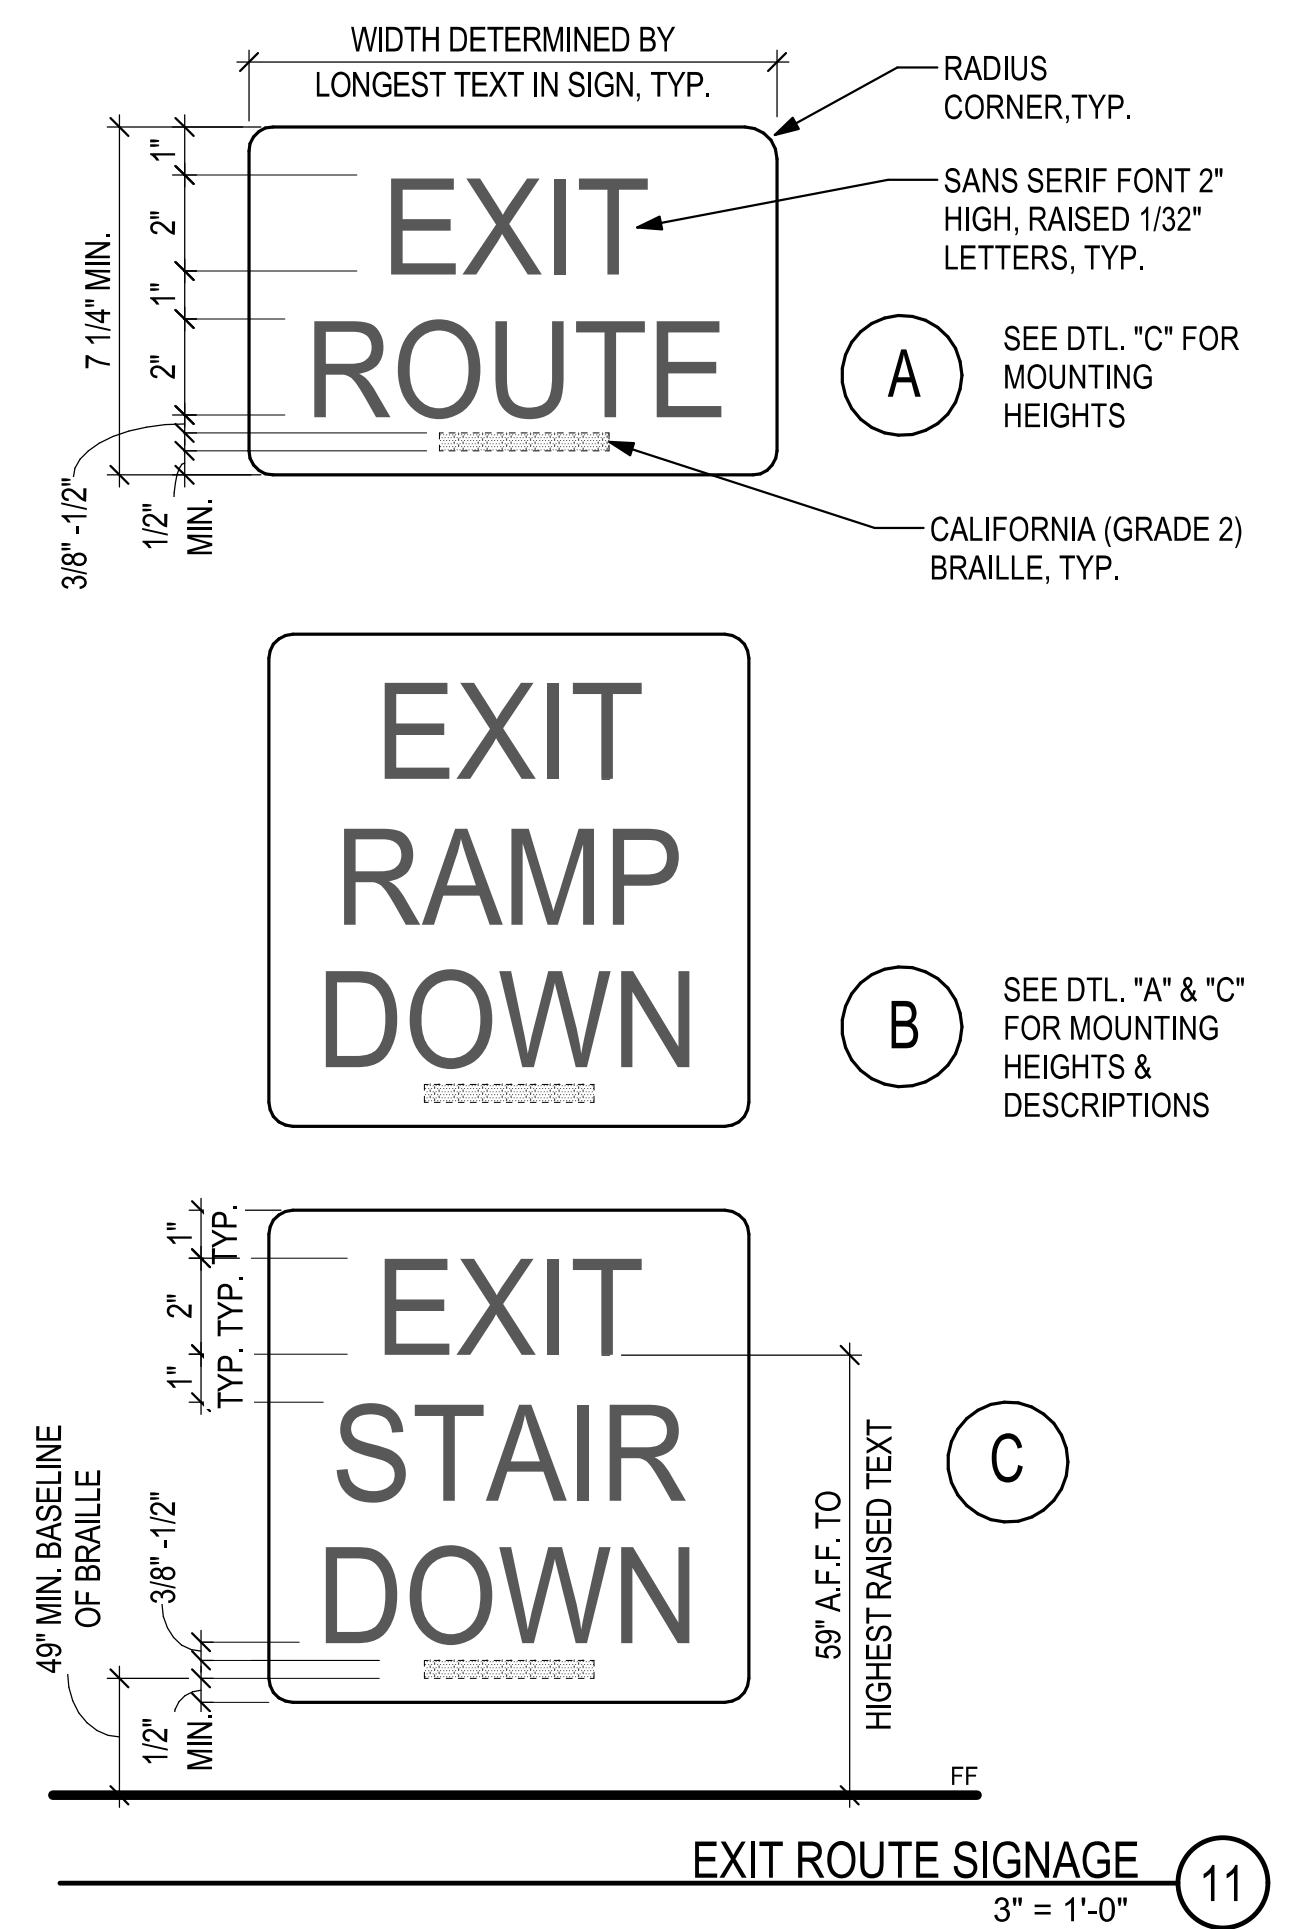 WIDTH DETERMINED BY
LONGEST TEXT IN SIGN, TYP.
RADIUS
CORNER,TYP.
SANS SERIF FONT 2"
HIGH, RAISED 1/32"
LETTERS, TYP.
1"
2"
1"
2"
7 1/4" MIN.
3/8" -1/2"
1/2"
MIN.
EXIT
ROUTE
A
SEE DTL. "C" FOR
MOUNTING
HEIGHTS
CALIFORNIA (GRADE 2)
BRAILLE, TYP.
EXIT
RAMP
DOWN
B
SEE DTL. "A" & "C"
FOR MOUNTING
HEIGHTS &
DESCRIPTIONS
1" TYP.
2" TYP.
1" TYP.
EXIT
STAIR
DOWN
49" MIN. BASELINE
OF BRAILLE
3/8" -1/2"
1/2"
MIN.
59" A.F.F. TO
HIGHEST RAISED TEXT
C
FF
EXIT ROUTE SIGNAGE
3" = 1'-0"
11